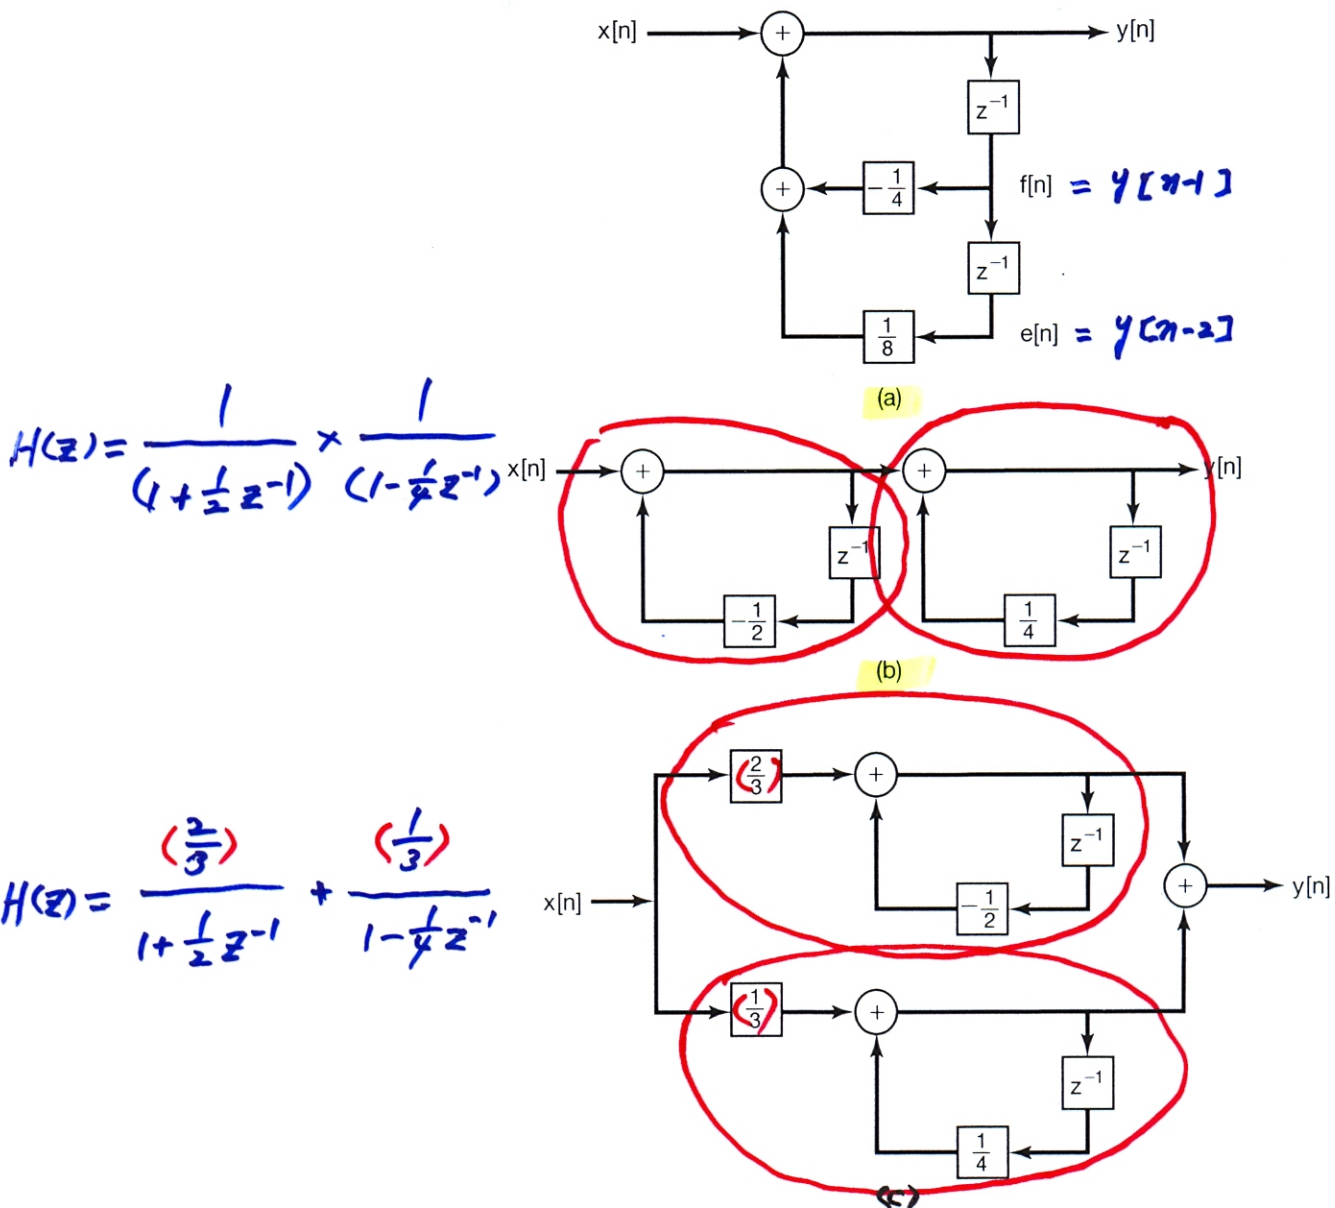 x[n] + y[n]
z⁻¹
+ -1/4 f[n] = y[n-1]
z⁻¹
1/8 e[n] = y[n-2]
(a)
H(z) = 1/(1 + 1/2 z⁻¹) × 1/(1 - 1/4 z⁻¹)
x[n] + + y[n]
z⁻¹ z⁻¹
-1/2 1/4
(b)
2/3 +
z⁻¹
-1/2
H(z) = (2/3)/(1 + 1/2 z⁻¹) + (1/3)/(1 - 1/4 z⁻¹)
x[n] + y[n]
1/3 +
z⁻¹
1/4
(c)